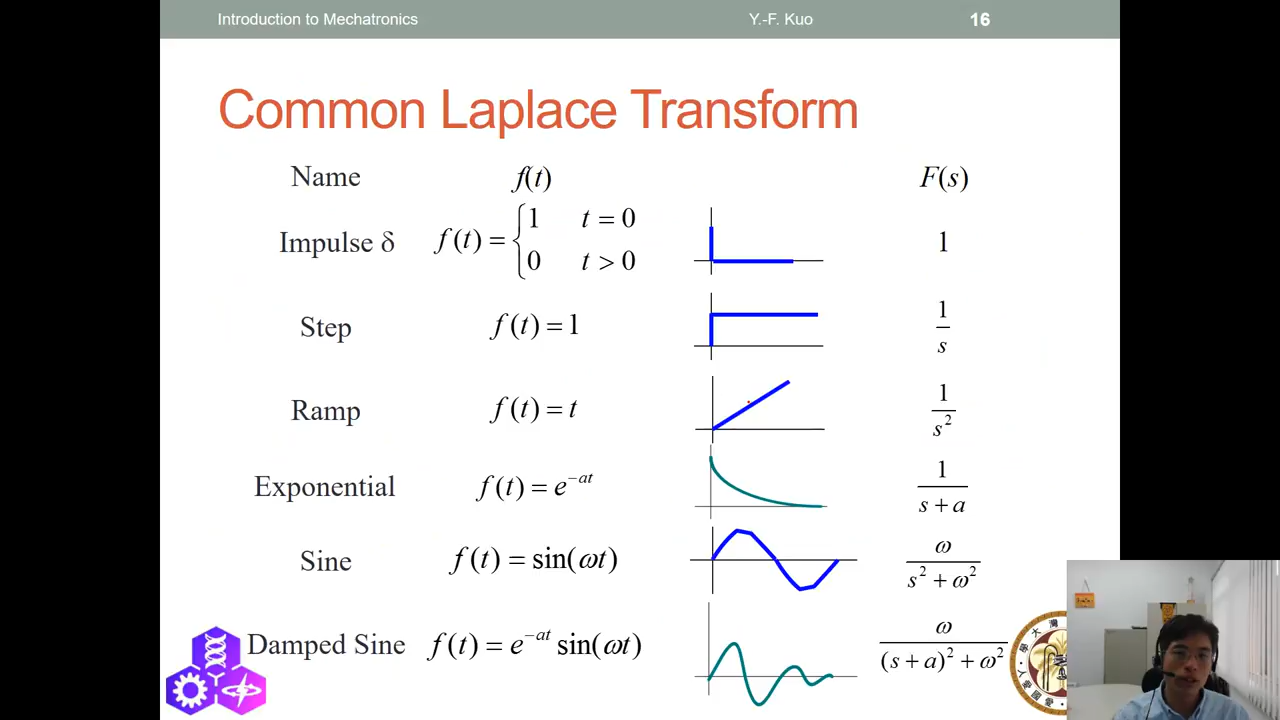 Introduction to Mechatronics Y.-F. Kuo 16
Common Laplace Transform
Name f(t) F(s)
Impulse δ f(t) = { 1 t = 0 1
0 t > 0
Step f(t) = 1 1/s
Ramp f(t) = t 1/s²
Exponential f(t) = e^{-at} 1/(s + a)
Sine f(t) = sin(ωt) ω/(s² + ω²)
Damped Sine f(t) = e^{-at} sin(ωt) ω/((s + a)² + ω²)